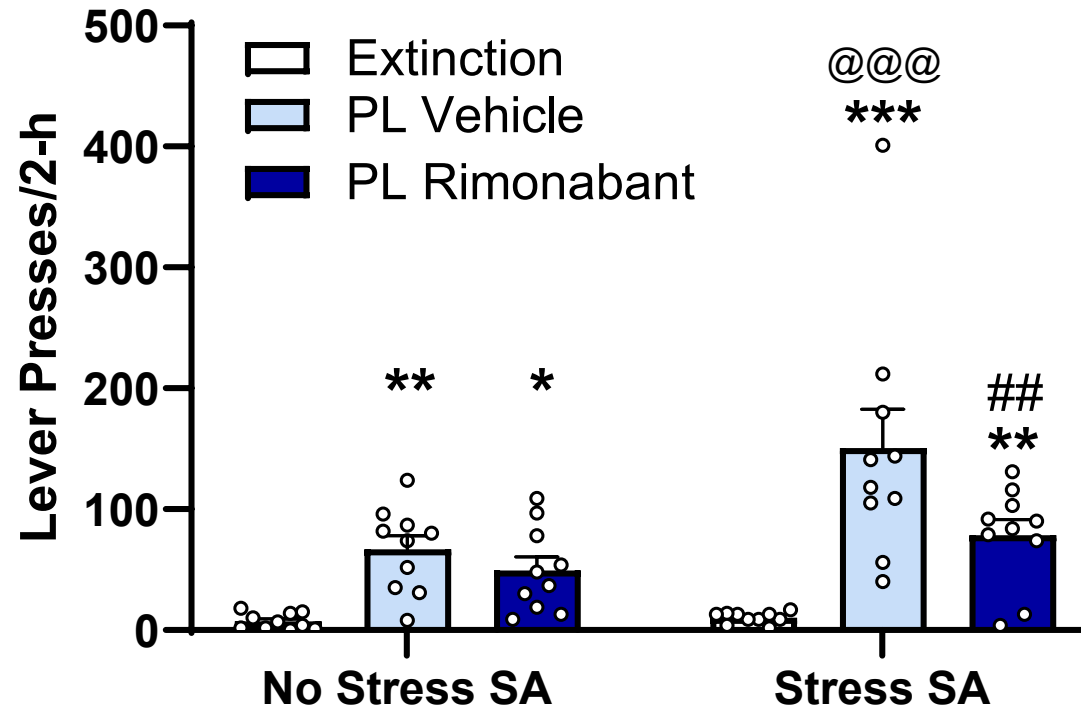 Lever Presses/2-h
500
400
300
200
100
0
Extinction
PL Vehicle
PL Rimonabant
@@@
***
**
*
##
**
No Stress SA
Stress SA